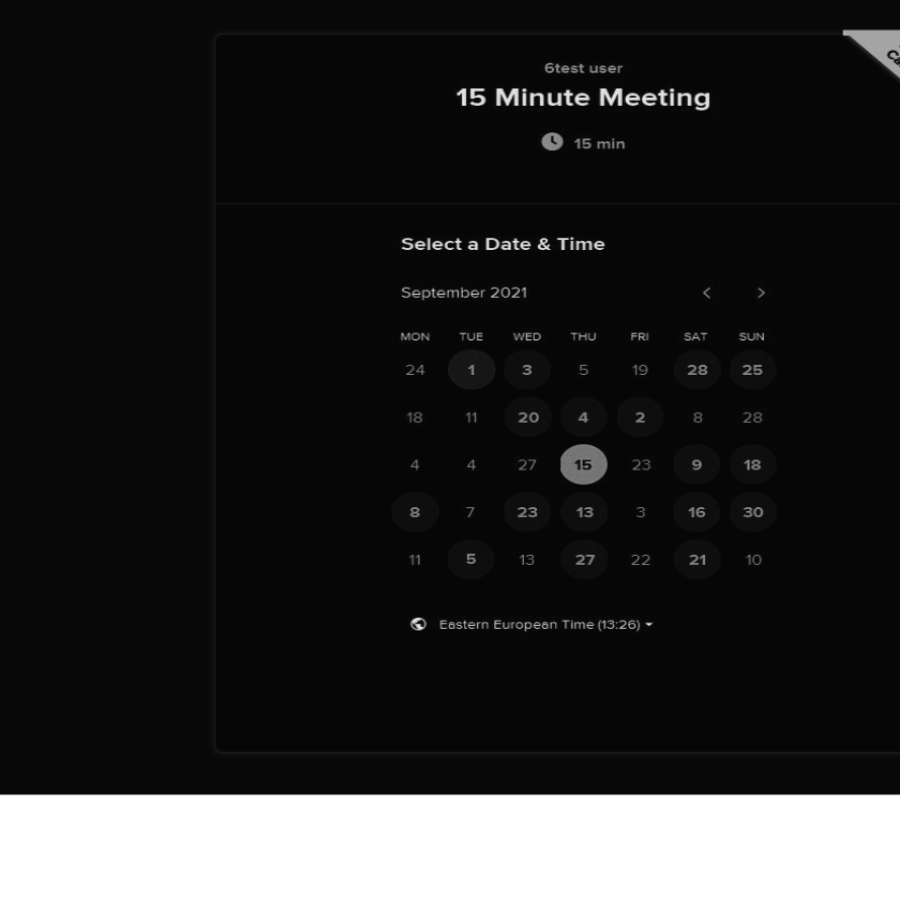 6test user
15 Minute Meeting
15 min
Select a Date & Time
September 2021
MON TUE WED THU FRI SAT SUN
24 1 3 5 19 28 25
18 11 20 4 2 8 28
4 4 27 15 23 9 18
8 7 23 13 3 16 30
11 5 13 27 22 21 10
Eastern European Time (13:26)